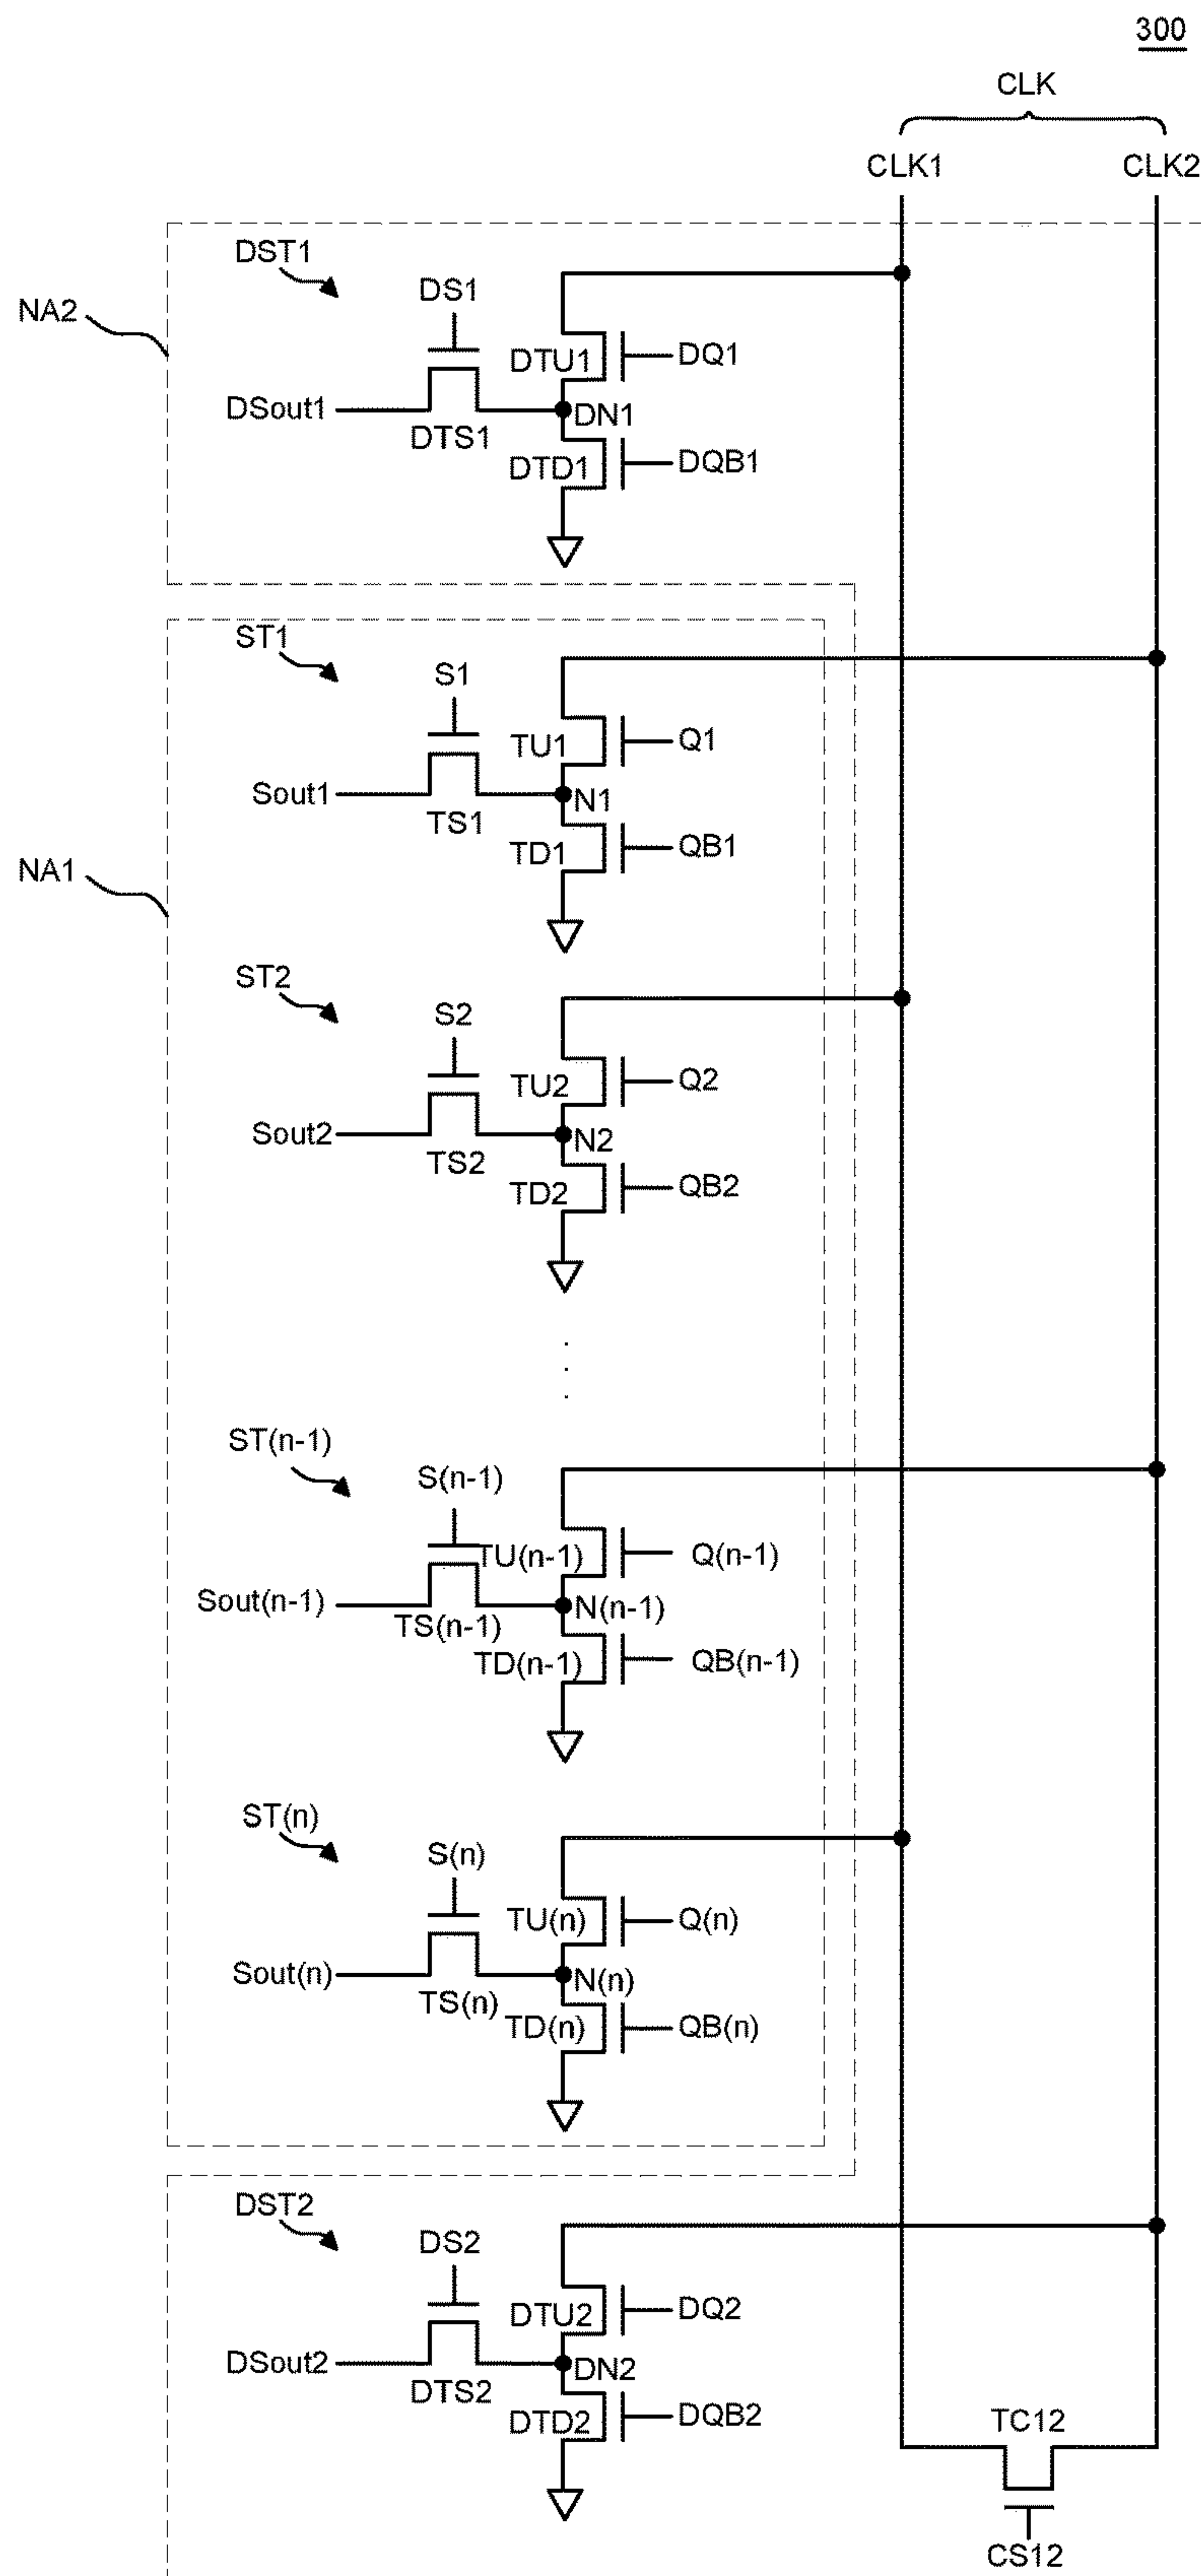 300
CLK
CLK1
CLK2
DST1
DS1
NA2
DTU1
DQ1
DSout1
DN1
DTS1
DTD1
DQB1
ST1
S1
TU1
Q1
Sout1
N1
TS1
TD1
QB1
NA1
ST2
S2
TU2
Q2
Sout2
N2
TS2
TD2
QB2
ST(n-1)
S(n-1)
TU(n-1)
Q(n-1)
Sout(n-1)
N(n-1)
TS(n-1)
TD(n-1)
QB(n-1)
ST(n)
S(n)
TU(n)
Q(n)
Sout(n)
N(n)
TS(n)
TD(n)
QB(n)
DST2
DS2
DTU2
DQ2
DSout2
DN2
DTS2
DTD2
DQB2
TC12
CS12